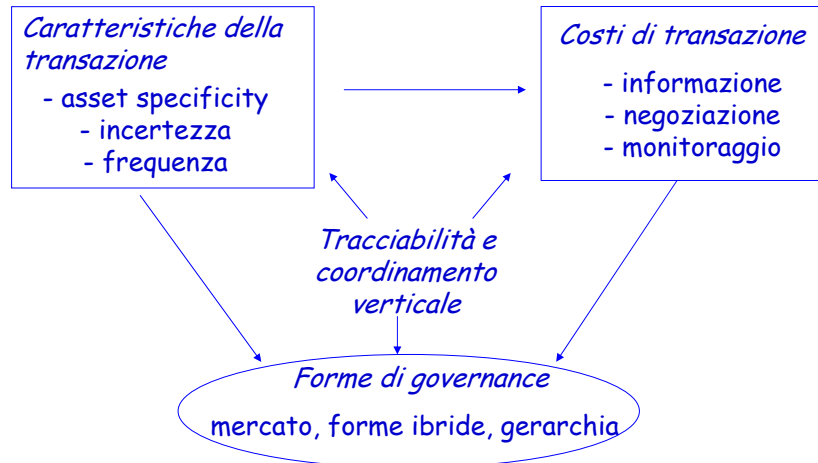 Caratteristiche della
transazione
- asset specificity
- incertezza
- frequenza
Costi di transazione
- informazione
- negoziazione
- monitoraggio
Tracciabilità e
coordinamento
verticale
Forme di governance
mercato, forme ibride, gerarchia